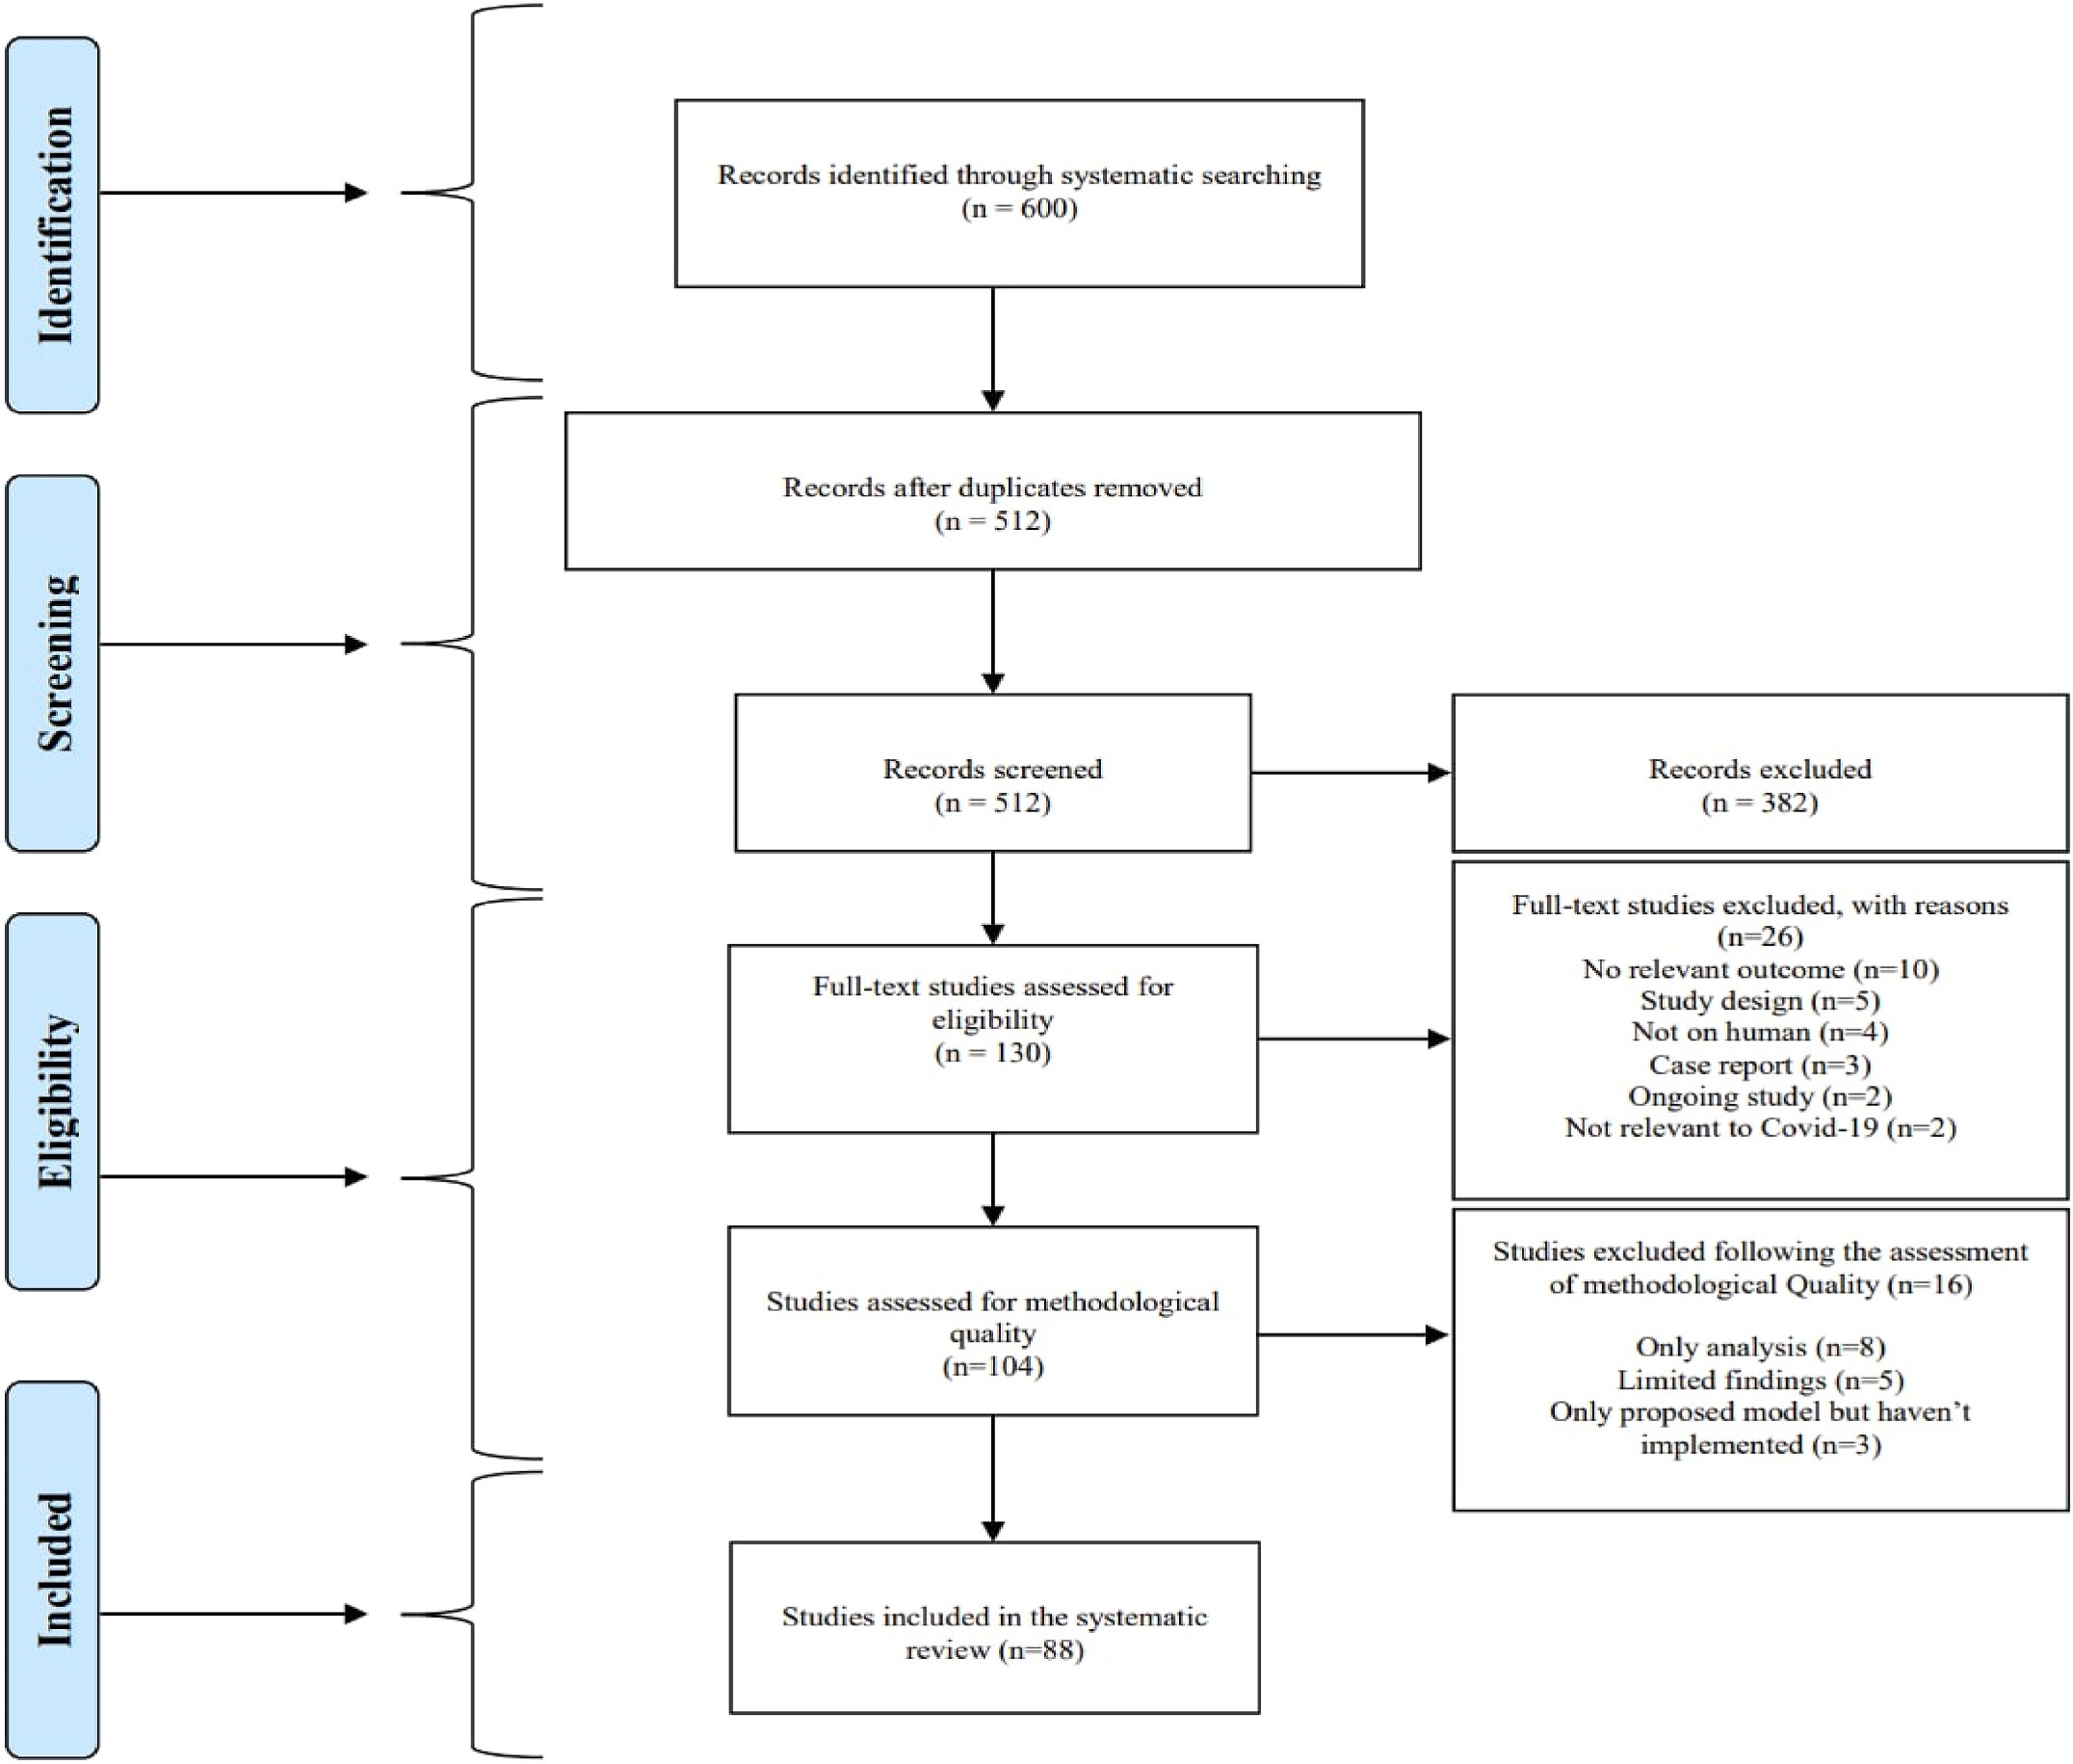 Identification
Records identified through systematic searching
(n = 600)
Records after duplicates removed
(n = 512)
Screening
Records screened
(n = 512)
Records excluded
(n = 382)
Eligibility
Full-text studies assessed for
eligibility
(n = 130)
Full-text studies excluded, with reasons
(n=26)
No relevant outcome (n=10)
Study design (n=5)
Not on human (n=4)
Case report (n=3)
Ongoing study (n=2)
Not relevant to Covid-19 (n=2)
Studies assessed for methodological
quality
(n=104)
Studies excluded following the assessment
of methodological Quality (n=16)
Only analysis (n=8)
Limited findings (n=5)
Only proposed model but haven’t
implemented (n=3)
Included
Studies included in the systematic
review (n=88)